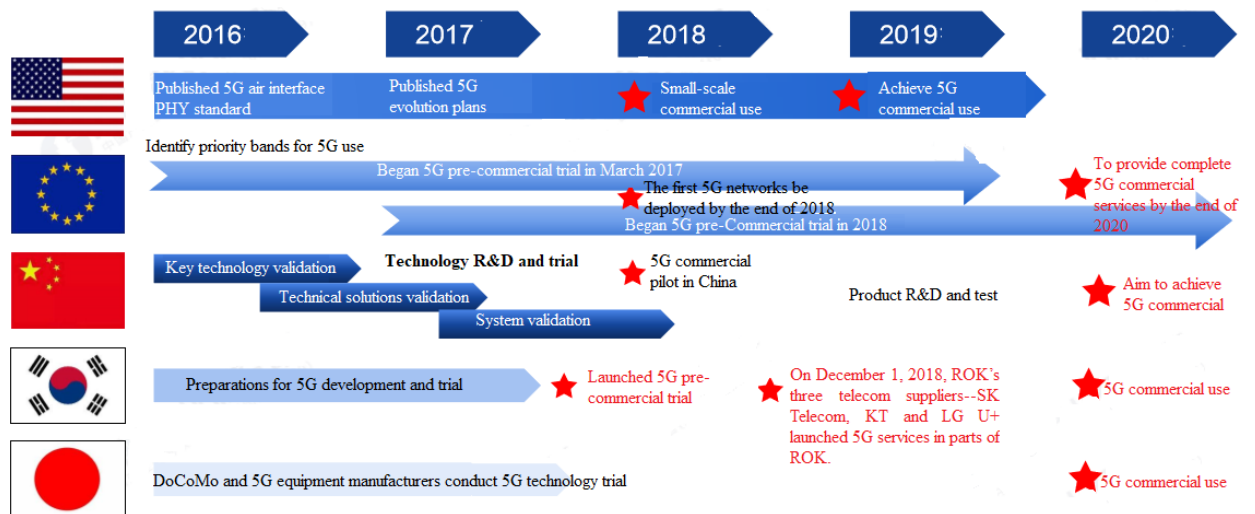 2016
2017
2018
2019
2020
Published 5G air interface
PHY standard
Published 5G
evolution plans
Small-scale
commercial use
Achieve 5G
commercial use
Identify priority bands for 5G use
Began 5G pre-commercial trial in March 2017
The first 5G networks be
deployed by the end of 2018
Began 5G pre-Commercial trial in 2018
To provide complete
5G commercial
services by the end of
2020
Key technology validation
Technical solutions validation
System validation
Technology R&D and trial
5G commercial
pilot in China
Product R&D and test
Aim to achieve
5G commercial
Preparations for 5G development and trial
Launched 5G pre-
commercial trial
On December 1, 2018, ROK's
three telecom suppliers--SK
Telecom, KT and LG U+
launched 5G services in parts of
ROK.
5G commercial use
DoCoMo and 5G equipment manufacturers conduct 5G technology trial
5G commercial use